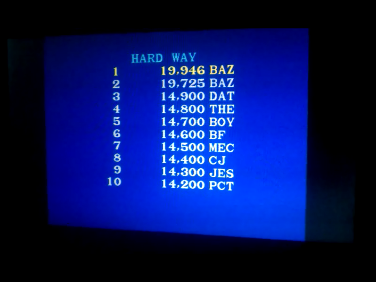 HARD WAY
1 19,946 BAZ
2 19,725 BAZ
3 14,900 DAT
4 14,800 THE
5 14,700 BOY
6 14,600 BF
7 14,500 MEC
8 14,400 CJ
9 14,300 JES
10 14,200 PCT